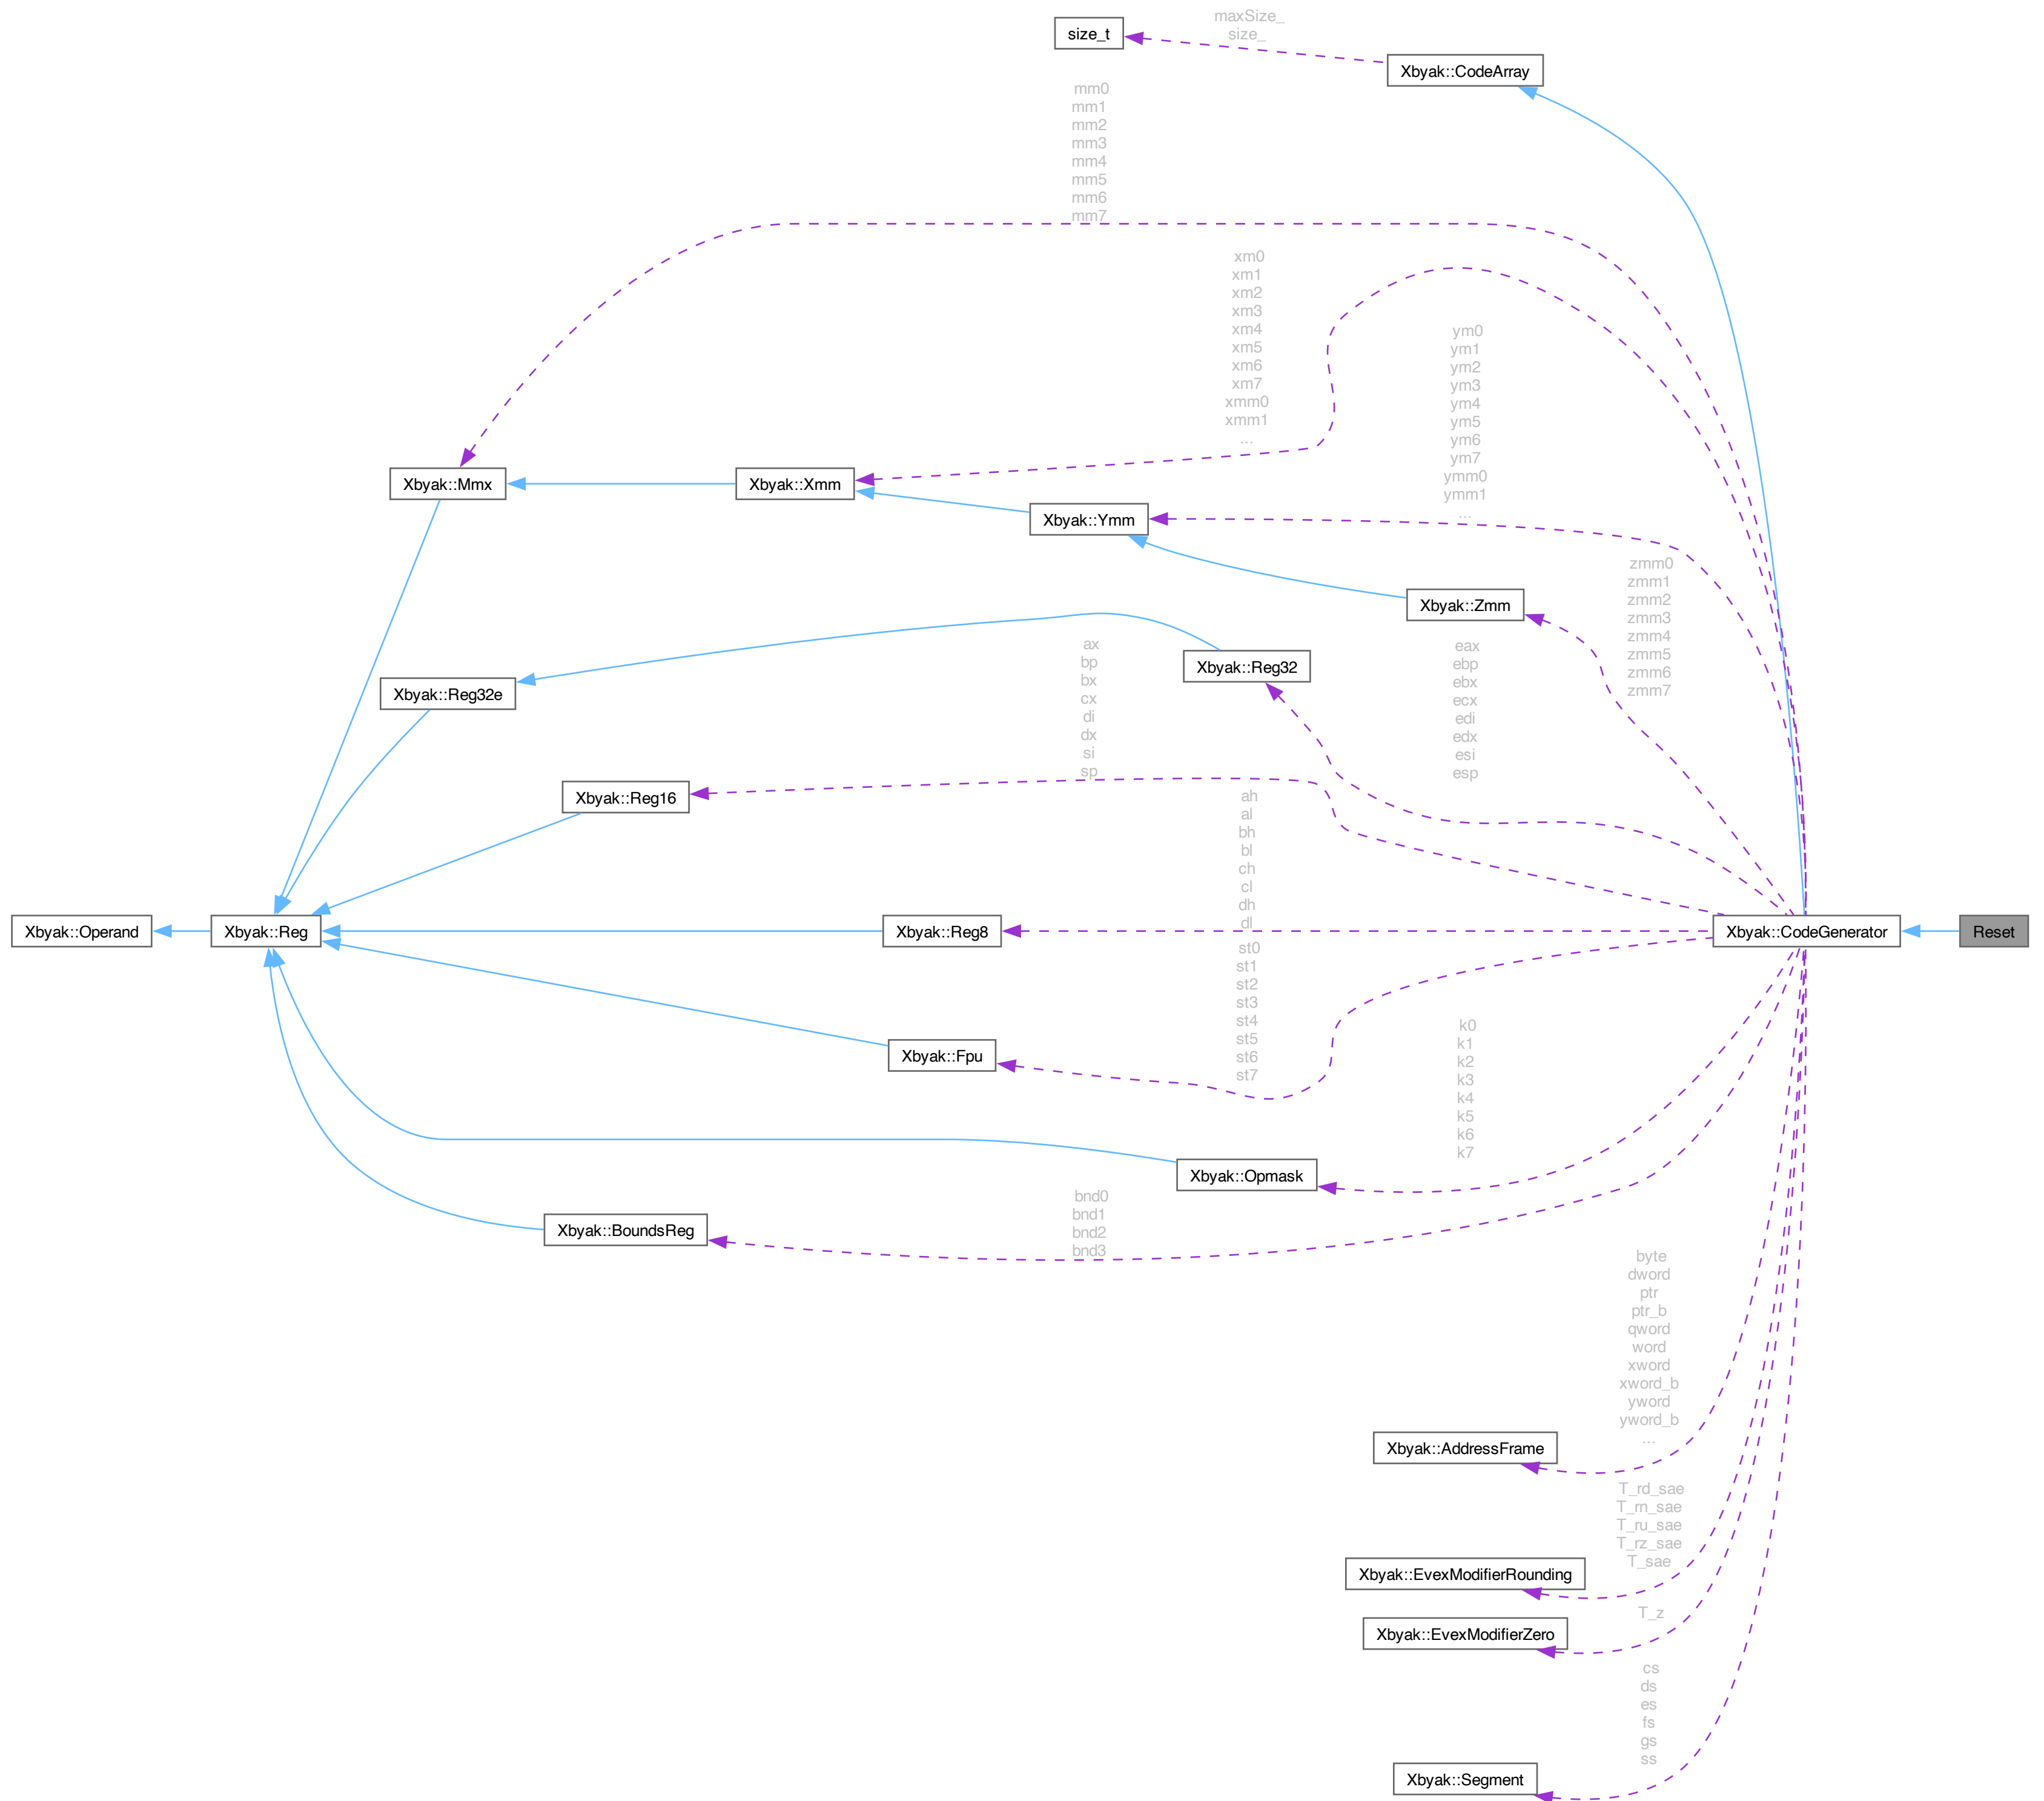 maxSize_
size_
size_t
Xbyak::CodeArray
mm0
mm1
mm2
mm3
mm4
mm5
mm6
mm7
xm0
xm1
xm2
xm3
xm4
xm5
xm6
xm7
xmm0
xmm1
...
ym0
ym1
ym2
ym3
ym4
ym5
ym6
ym7
ymm0
ymm1
...
Xbyak::Mmx
Xbyak::Xmm
Xbyak::Ymm
zmm0
zmm1
zmm2
zmm3
zmm4
zmm5
zmm6
zmm7
Xbyak::Zmm
ax
bp
bx
cx
di
dx
si
sp
Xbyak::Reg32
eax
ebp
ebx
ecx
edi
edx
esi
esp
Xbyak::Reg32e
Xbyak::Reg16
ah
al
bh
bl
ch
cl
dh
dl
Xbyak::Operand
Xbyak::Reg
Xbyak::Reg8
Xbyak::CodeGenerator
Reset
st0
st1
st2
st3
st4
st5
st6
st7
Xbyak::Fpu
k0
k1
k2
k3
k4
k5
k6
k7
Xbyak::Opmask
bnd0
bnd1
bnd2
bnd3
Xbyak::BoundsReg
byte
dword
ptr
ptr_b
qword
word
xword
xword_b
yword
yword_b
...
Xbyak::AddressFrame
T_rd_sae
T_rn_sae
T_ru_sae
T_rz_sae
T_sae
Xbyak::EvexModifierRounding
T_z
Xbyak::EvexModifierZero
cs
ds
es
fs
gs
ss
Xbyak::Segment